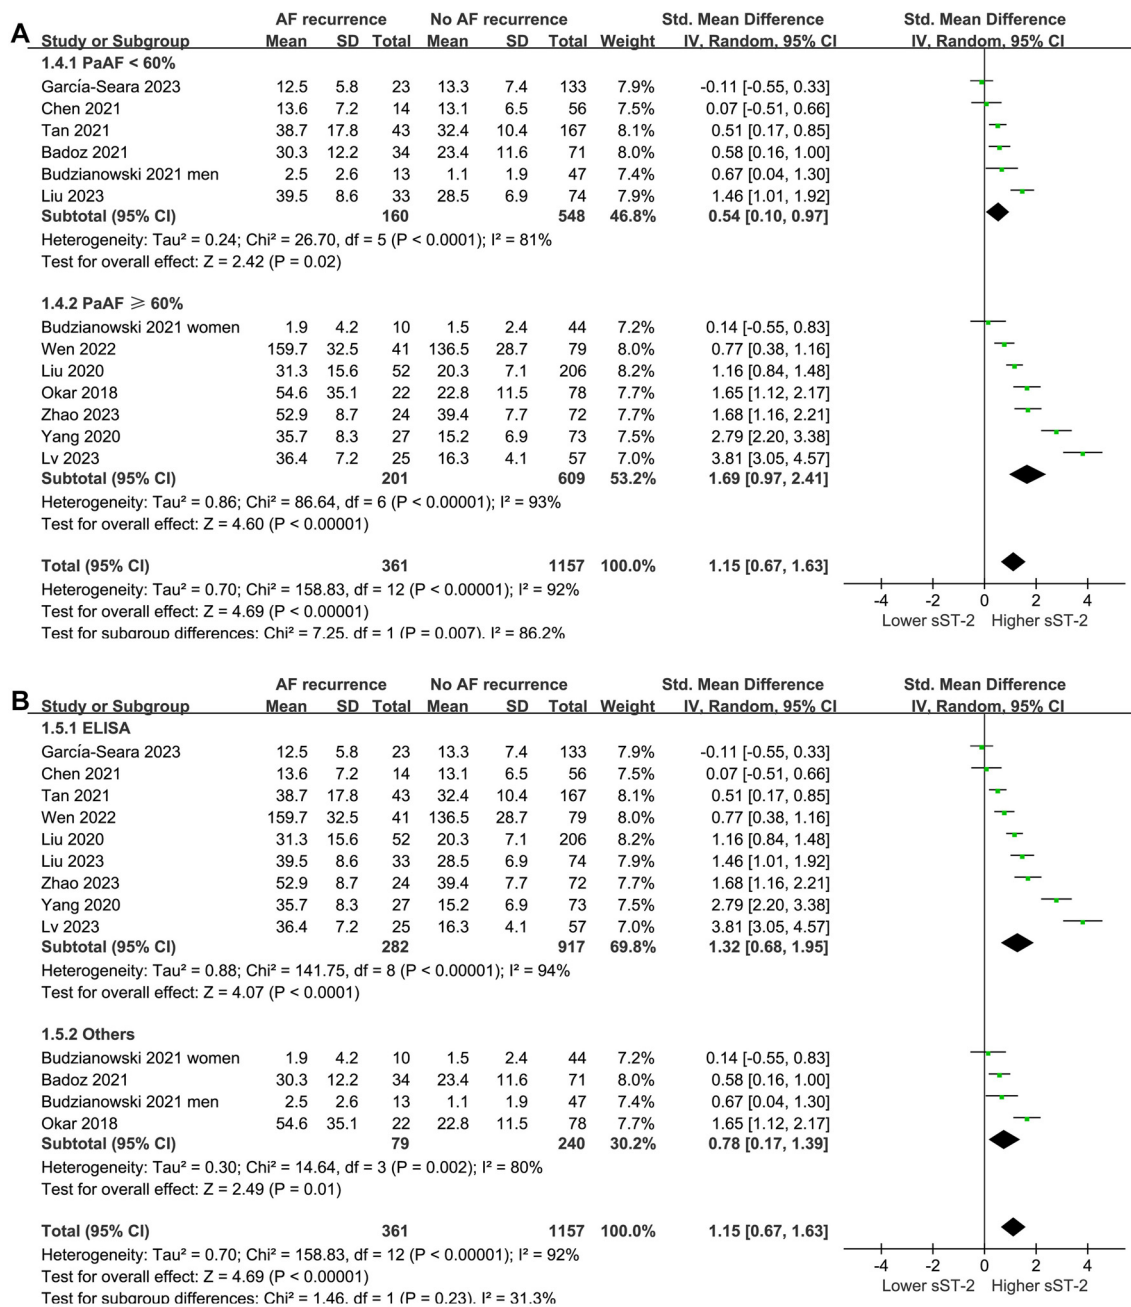 A
AF recurrence No AF recurrence Std. Mean Difference Std. Mean Difference
Study or Subgroup Mean SD Total Mean SD Total Weight IV, Random, 95% CI IV, Random, 95% CI
1.4.1 PaAF < 60%
García-Seara 2023 12.5 5.8 23 13.3 7.4 133 7.9% -0.11 [-0.55, 0.33]
Chen 2021 13.6 7.2 14 13.1 6.5 56 7.5% 0.07 [-0.51, 0.66]
Tan 2021 38.7 17.8 43 32.4 10.4 167 8.1% 0.51 [0.17, 0.85]
Badoz 2021 30.3 12.2 34 23.4 11.6 71 8.0% 0.58 [0.16, 1.00]
Budzianowski 2021 men 2.5 2.6 13 1.1 1.9 47 7.4% 0.67 [0.04, 1.30]
Liu 2023 39.5 8.6 33 28.5 6.9 74 7.9% 1.46 [1.01, 1.92]
Subtotal (95% CI) 160 548 46.8% 0.54 [0.10, 0.97]
Heterogeneity: Tau² = 0.24; Chi² = 26.70, df = 5 (P < 0.0001); I² = 81%
Test for overall effect: Z = 2.42 (P = 0.02)
1.4.2 PaAF ⩾ 60%
Budzianowski 2021 women 1.9 4.2 10 1.5 2.4 44 7.2% 0.14 [-0.55, 0.83]
Wen 2022 159.7 32.5 41 136.5 28.7 79 8.0% 0.77 [0.38, 1.16]
Liu 2020 31.3 15.6 52 20.3 7.1 206 8.2% 1.16 [0.84, 1.48]
Okar 2018 54.6 35.1 22 22.8 11.5 78 7.7% 1.65 [1.12, 2.17]
Zhao 2023 52.9 8.7 24 39.4 7.7 72 7.7% 1.68 [1.16, 2.21]
Yang 2020 35.7 8.3 27 15.2 6.9 73 7.5% 2.79 [2.20, 3.38]
Lv 2023 36.4 7.2 25 16.3 4.1 57 7.0% 3.81 [3.05, 4.57]
Subtotal (95% CI) 201 609 53.2% 1.69 [0.97, 2.41]
Heterogeneity: Tau² = 0.86; Chi² = 86.64, df = 6 (P < 0.00001); I² = 93%
Test for overall effect: Z = 4.60 (P < 0.00001)
Total (95% CI) 361 1157 100.0% 1.15 [0.67, 1.63]
Heterogeneity: Tau² = 0.70; Chi² = 158.83, df = 12 (P < 0.00001); I² = 92%
Test for overall effect: Z = 4.69 (P < 0.00001)
Test for subgroup differences: Chi² = 7.25, df = 1 (P = 0.007), I² = 86.2%
-4 -2 0 2 4
Lower sST-2 Higher sST-2
B
AF recurrence No AF recurrence Std. Mean Difference Std. Mean Difference
Study or Subgroup Mean SD Total Mean SD Total Weight IV, Random, 95% CI IV, Random, 95% CI
1.5.1 ELISA
García-Seara 2023 12.5 5.8 23 13.3 7.4 133 7.9% -0.11 [-0.55, 0.33]
Chen 2021 13.6 7.2 14 13.1 6.5 56 7.5% 0.07 [-0.51, 0.66]
Tan 2021 38.7 17.8 43 32.4 10.4 167 8.1% 0.51 [0.17, 0.85]
Wen 2022 159.7 32.5 41 136.5 28.7 79 8.0% 0.77 [0.38, 1.16]
Liu 2020 31.3 15.6 52 20.3 7.1 206 8.2% 1.16 [0.84, 1.48]
Liu 2023 39.5 8.6 33 28.5 6.9 74 7.9% 1.46 [1.01, 1.92]
Zhao 2023 52.9 8.7 24 39.4 7.7 72 7.7% 1.68 [1.16, 2.21]
Yang 2020 35.7 8.3 27 15.2 6.9 73 7.5% 2.79 [2.20, 3.38]
Lv 2023 36.4 7.2 25 16.3 4.1 57 7.0% 3.81 [3.05, 4.57]
Subtotal (95% CI) 282 917 69.8% 1.32 [0.68, 1.95]
Heterogeneity: Tau² = 0.88; Chi² = 141.75, df = 8 (P < 0.00001); I² = 94%
Test for overall effect: Z = 4.07 (P < 0.0001)
1.5.2 Others
Budzianowski 2021 women 1.9 4.2 10 1.5 2.4 44 7.2% 0.14 [-0.55, 0.83]
Badoz 2021 30.3 12.2 34 23.4 11.6 71 8.0% 0.58 [0.16, 1.00]
Budzianowski 2021 men 2.5 2.6 13 1.1 1.9 47 7.4% 0.67 [0.04, 1.30]
Okar 2018 54.6 35.1 22 22.8 11.5 78 7.7% 1.65 [1.12, 2.17]
Subtotal (95% CI) 79 240 30.2% 0.78 [0.17, 1.39]
Heterogeneity: Tau² = 0.30; Chi² = 14.64, df = 3 (P = 0.002); I² = 80%
Test for overall effect: Z = 2.49 (P = 0.01)
Total (95% CI) 361 1157 100.0% 1.15 [0.67, 1.63]
Heterogeneity: Tau² = 0.70; Chi² = 158.83, df = 12 (P < 0.00001); I² = 92%
Test for overall effect: Z = 4.69 (P < 0.00001)
Test for subgroup differences: Chi² = 1.46, df = 1 (P = 0.23), I² = 31.3%
-4 -2 0 2 4
Lower sST-2 Higher sST-2